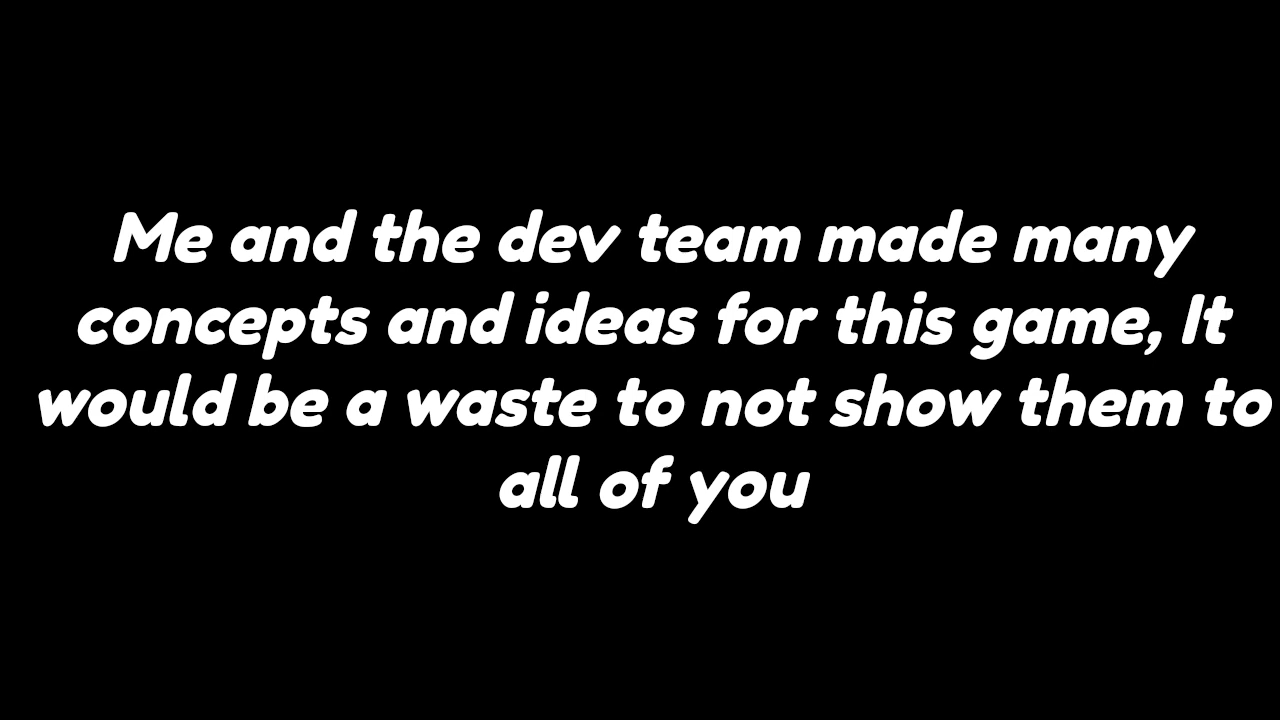 Me and the dev team made many
concepts and ideas for this game, It
would be a waste to not show them to
all of you